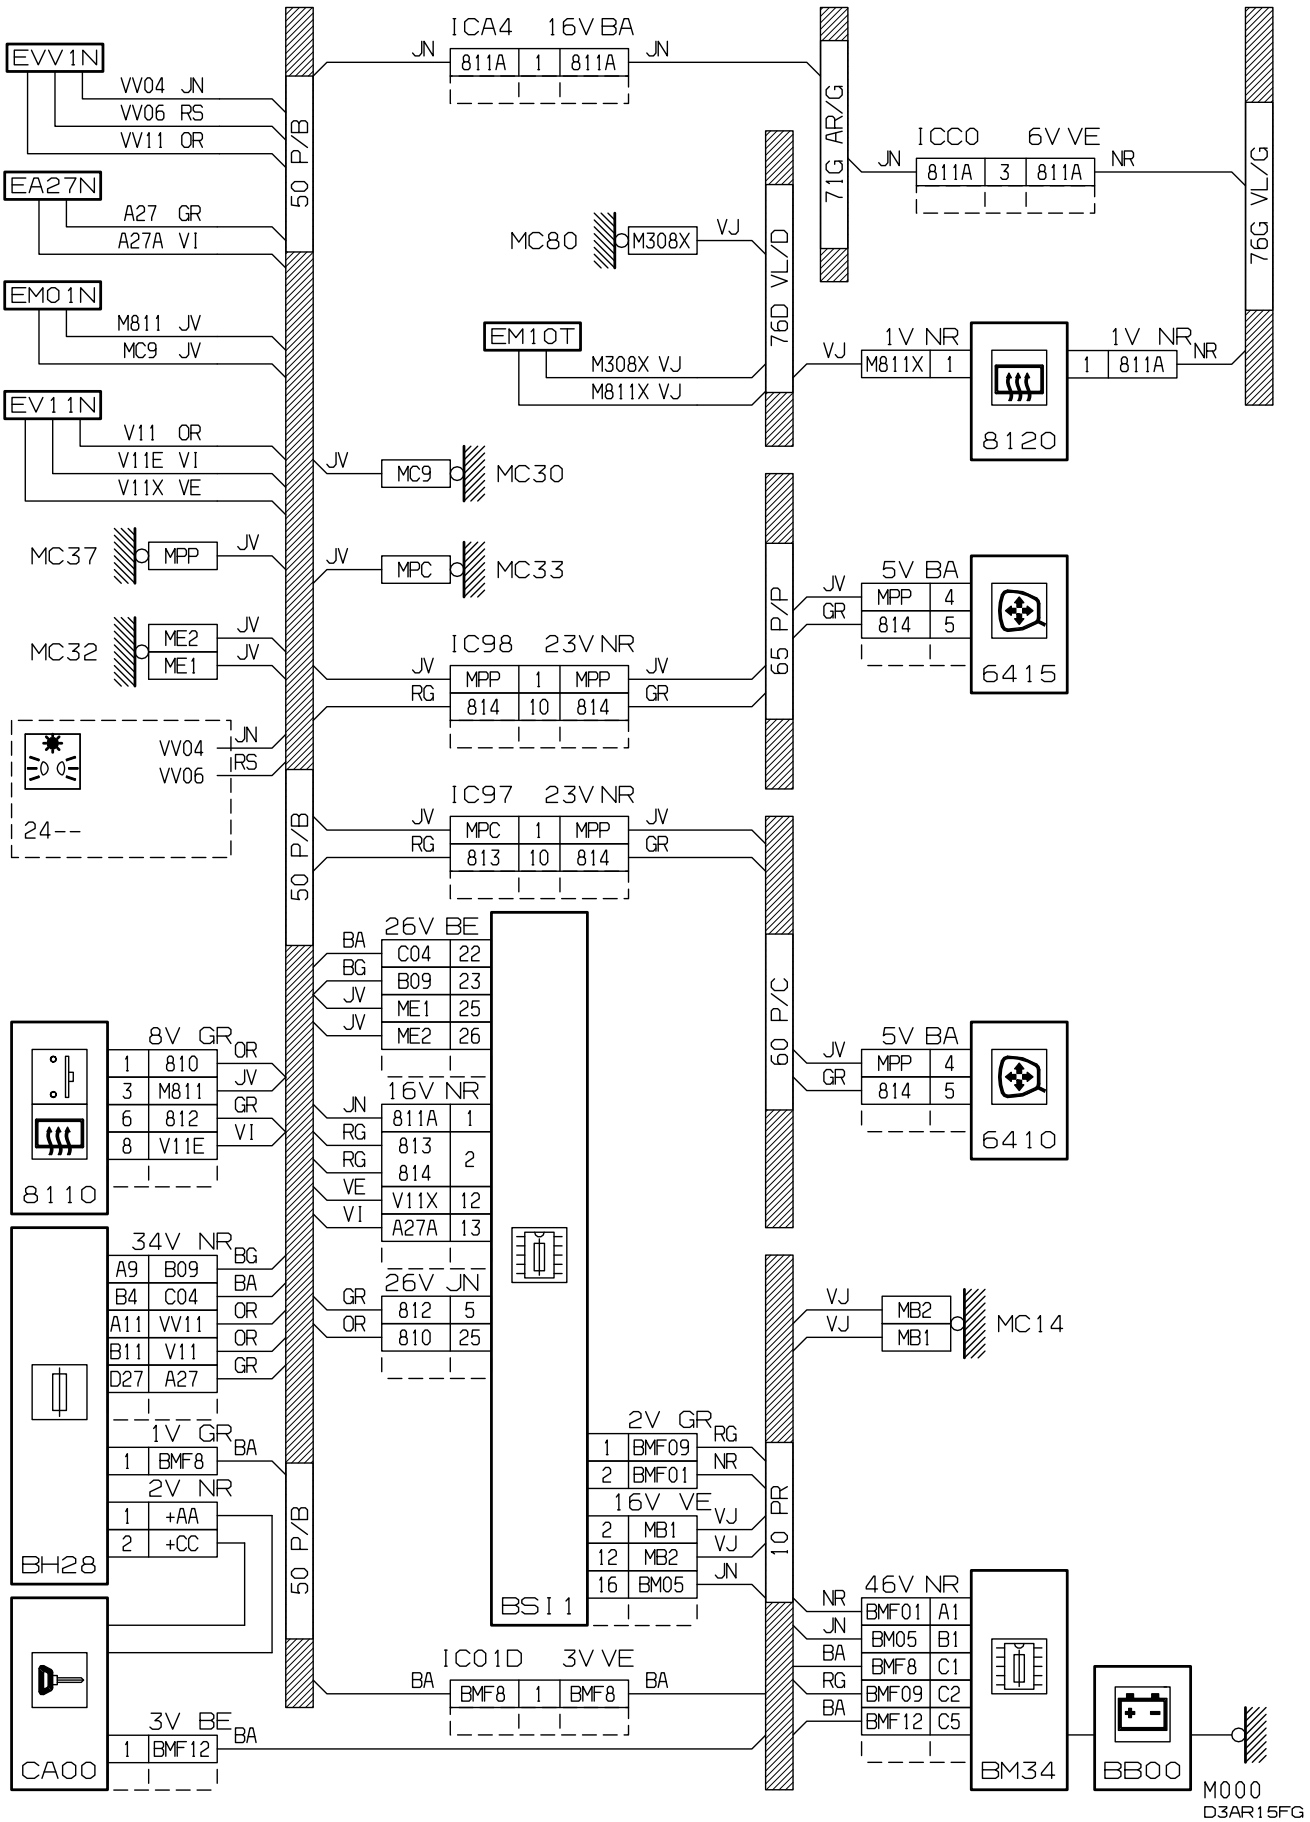 ICA4 16V BA
JN 811A 1 811A JN
EVV1N
VV04 JN
VV06 RS
VV11 OR
50 P/B
71G AR/G
76G VL/G
ICC0 6V VE
JN 811A 3 811A NR
EA27N
A27 GR
A27A VI
MC80 M308X VJ
76D VL/D
EM01N
M811 JV
MC9 JV
EM10T
M308X VJ
M811X VJ
1V NR
VJ M811X 1
8120
1V NR
1 811A NR
EV11N
V11 OR
V11E VI
V11X VE
JV MC9 MC30
MC37 MPP JV
JV MPC MC33
65 P/P
5V BA
JV MPP 4
GR 814 5
6415
MC32
ME2 JV
ME1 JV
IC98 23V NR
JV MPP 1 MPP JV
RG 814 10 814 GR
VV04 JN
VV06 RS
24--
50 P/B
IC97 23V NR
JV MPC 1 MPP JV
RG 813 10 814 GR
60 P/C
26V BE
BA C04 22
BG B09 23
JV ME1 25
JV ME2 26
5V BA
JV MPP 4
GR 814 5
6410
8V GR
1 810 OR
3 M811 JV
6 812 GR
8 V11E VI
8110
16V NR
JN 811A 1
RG 813 2
RG 814
VE V11X 12
VI A27A 13
34V NR
A9 B09 BG
B4 C04 BA
A11 VV11 OR
B11 V11 OR
D27 A27 GR
26V JN
GR 812 5
OR 810 25
VJ MB2
VJ MB1
MC14
1V GR
1 BMF8 BA
2V NR
1 +AA
2 +CC
BH28
50 P/B
2V GR
1 BMF09 RG
2 BMF01 NR
16V VE
2 MB1 VJ
12 MB2 VJ
16 BM05 JN
BSI1
10 PR
46V NR
NR BMF01 A1
JN BM05 B1
BA BMF8 C1
RG BMF09 C2
BA BMF12 C5
BM34
BB00
IC01D 3V VE
BA BMF8 1 BMF8 BA
3V BE
1 BMF12 BA
CA00
M000
D3AR15FG